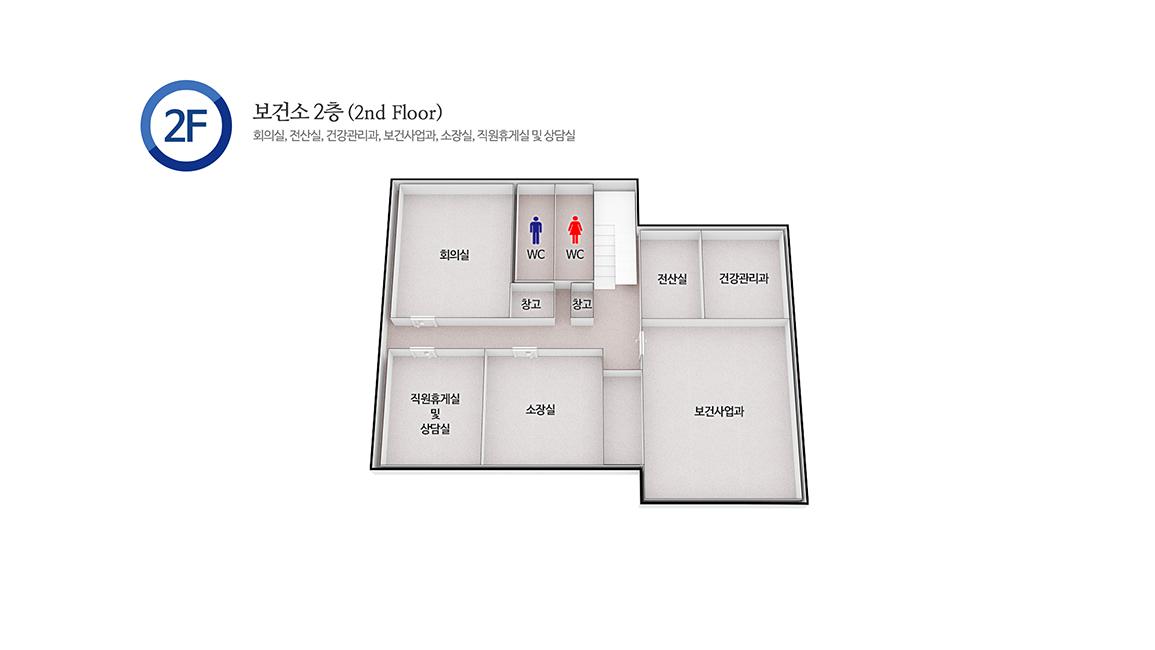 2F
보건소 2층 (2nd Floor)
회의실, 전산실, 건강관리과, 보건사업과, 소장실, 직원휴게실 및 상담실
회의실
WC
WC
창고
창고
전산실
건강관리과
직원휴게실
및
상담실
소장실
보건사업과